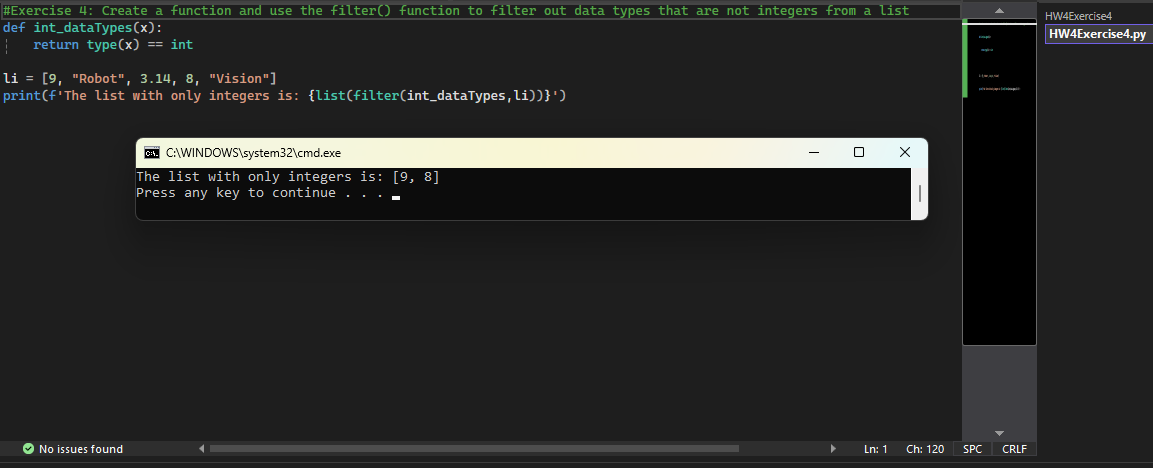 #Exercise 4: Create a function and use the filter() function to filter out data types that are not integers from a list
def int_dataTypes(x):
    return type(x) == int
li = [9, "Robot", 3.14, 8, "Vision"]
print(f'The list with only integers is: {list(filter(int_dataTypes,li))}')
HW4Exercise4
HW4Exercise4.py
C:\WINDOWS\system32\cmd.exe
The list with only integers is: [9, 8]
Press any key to continue . . .
No issues found
Ln: 1 Ch: 120 SPC CRLF